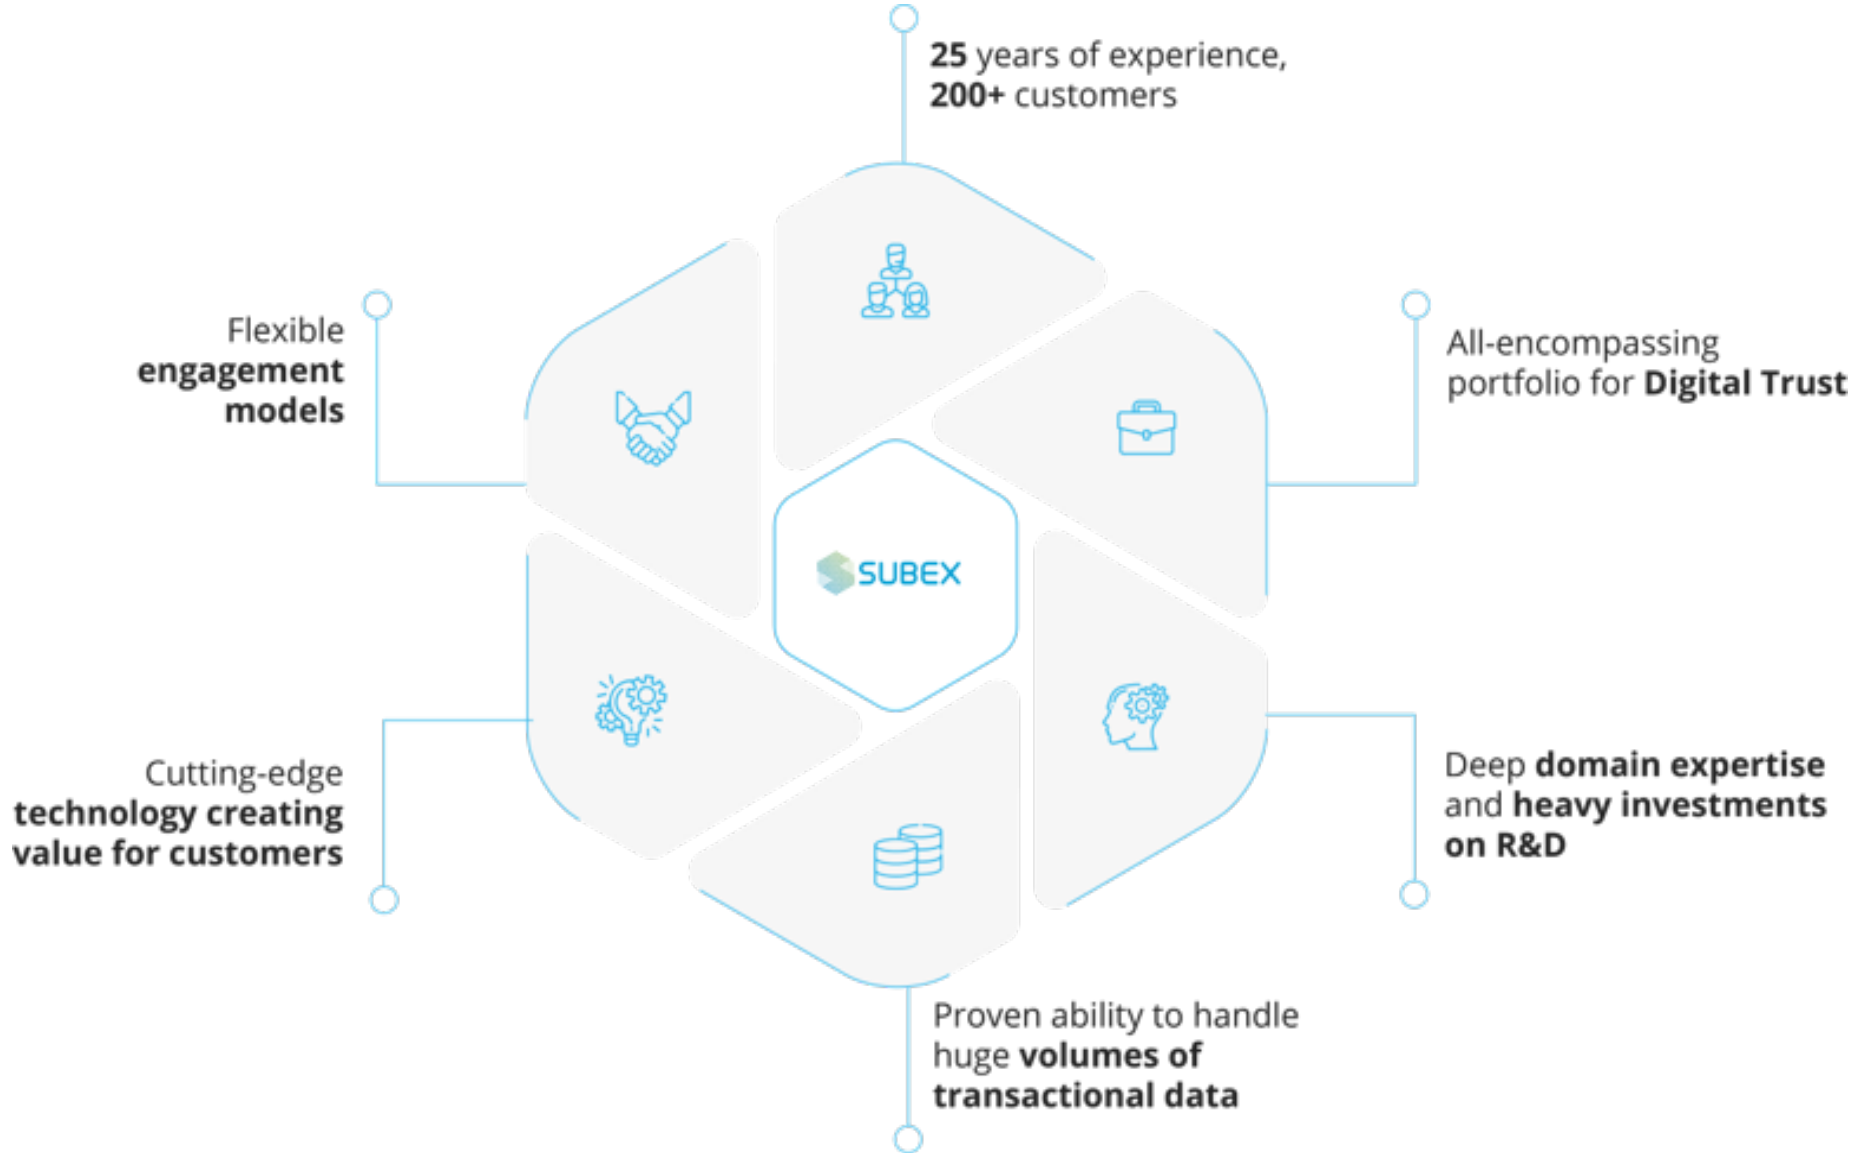 25 years of experience,
200+ customers
All-encompassing
portfolio for Digital Trust
Deep domain expertise
and heavy investments
on R&D
Proven ability to handle
huge volumes of
transactional data
Cutting-edge
technology creating
value for customers
Flexible
engagement
models
SUBEX